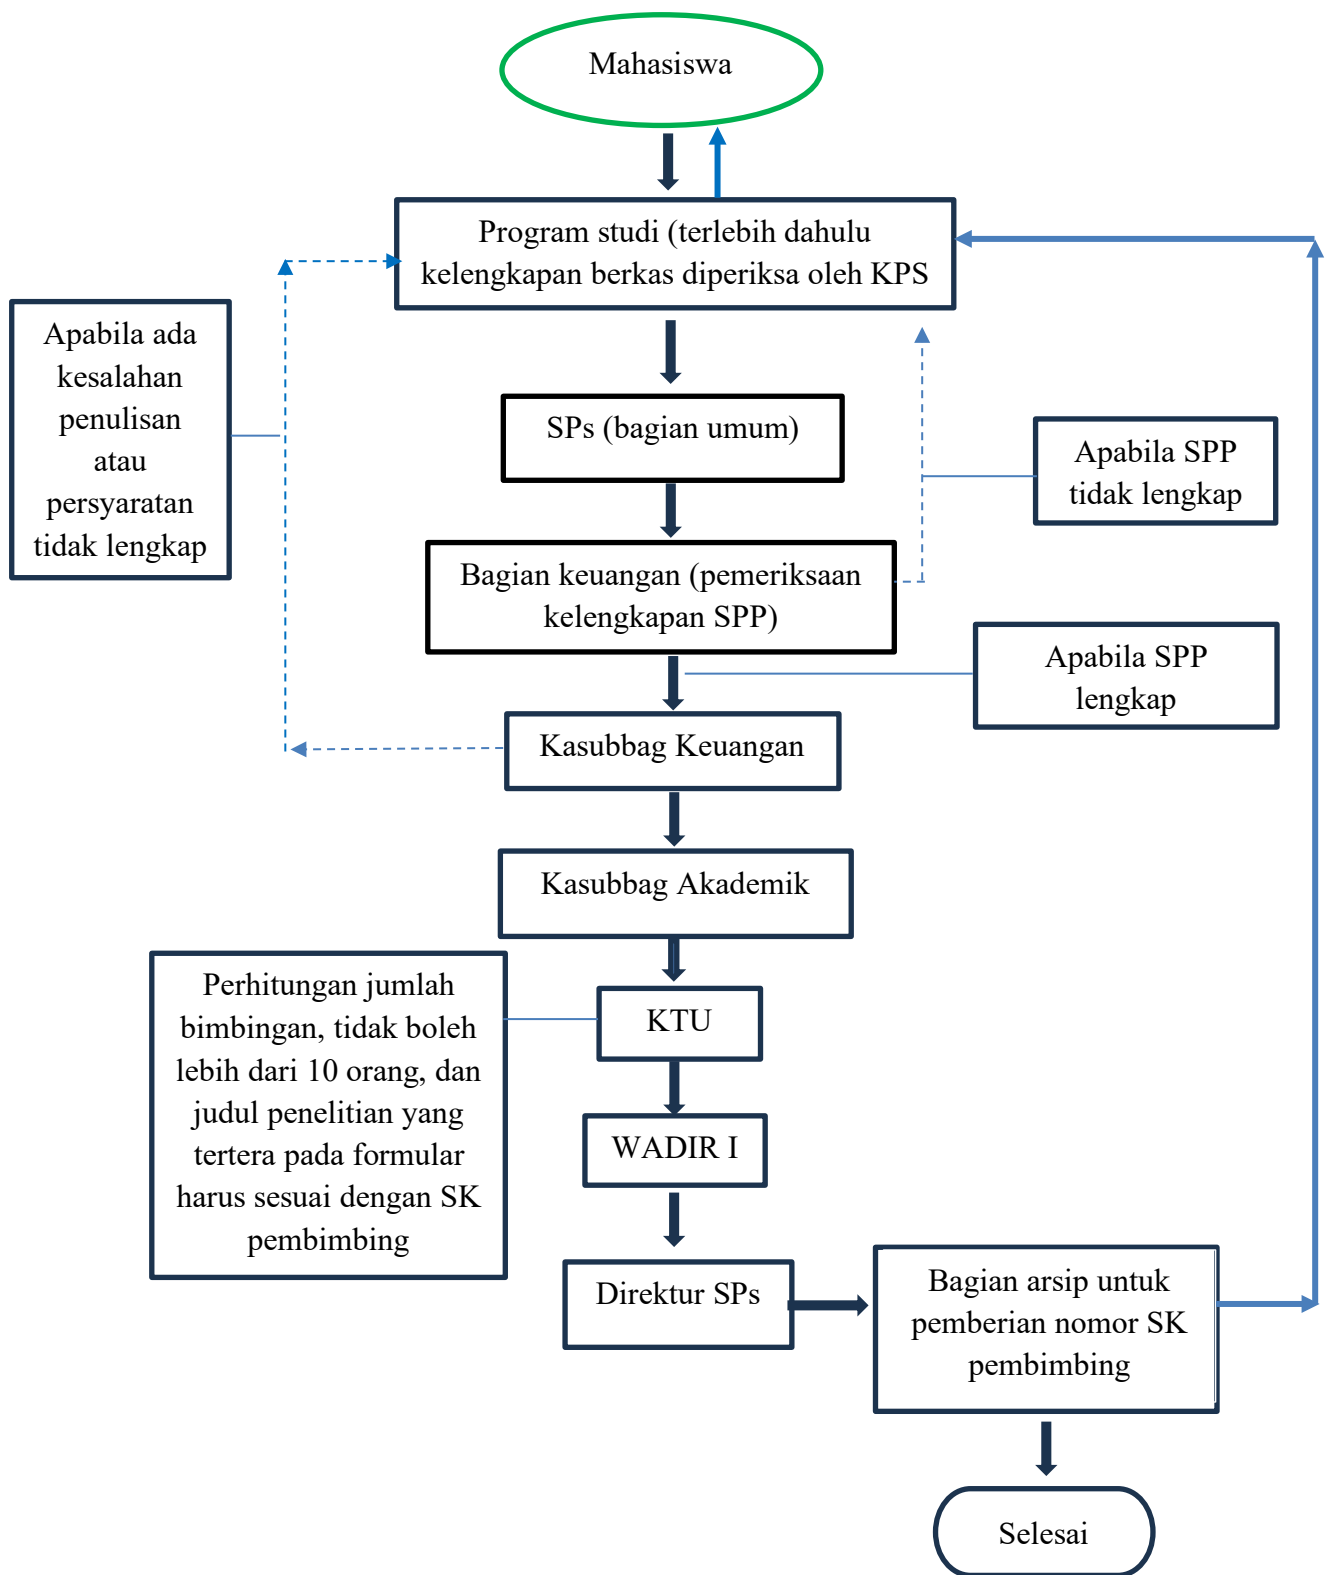 Mahasiswa
Program studi (terlebih dahulu
kelengkapan berkas diperiksa oleh KPS
Apabila ada
kesalahan
penulisan
atau
persyaratan
tidak lengkap
SPs (bagian umum)
Apabila SPP
tidak lengkap
Bagian keuangan (pemeriksaan
kelengkapan SPP)
Apabila SPP
lengkap
Kasubbag Keuangan
Kasubbag Akademik
Perhitungan jumlah
bimbingan, tidak boleh
lebih dari 10 orang, dan
judul penelitian yang
tertera pada formular
harus sesuai dengan SK
pembimbing
KTU
WADIR I
Direktur SPs
Bagian arsip untuk
pemberian nomor SK
pembimbing
Selesai